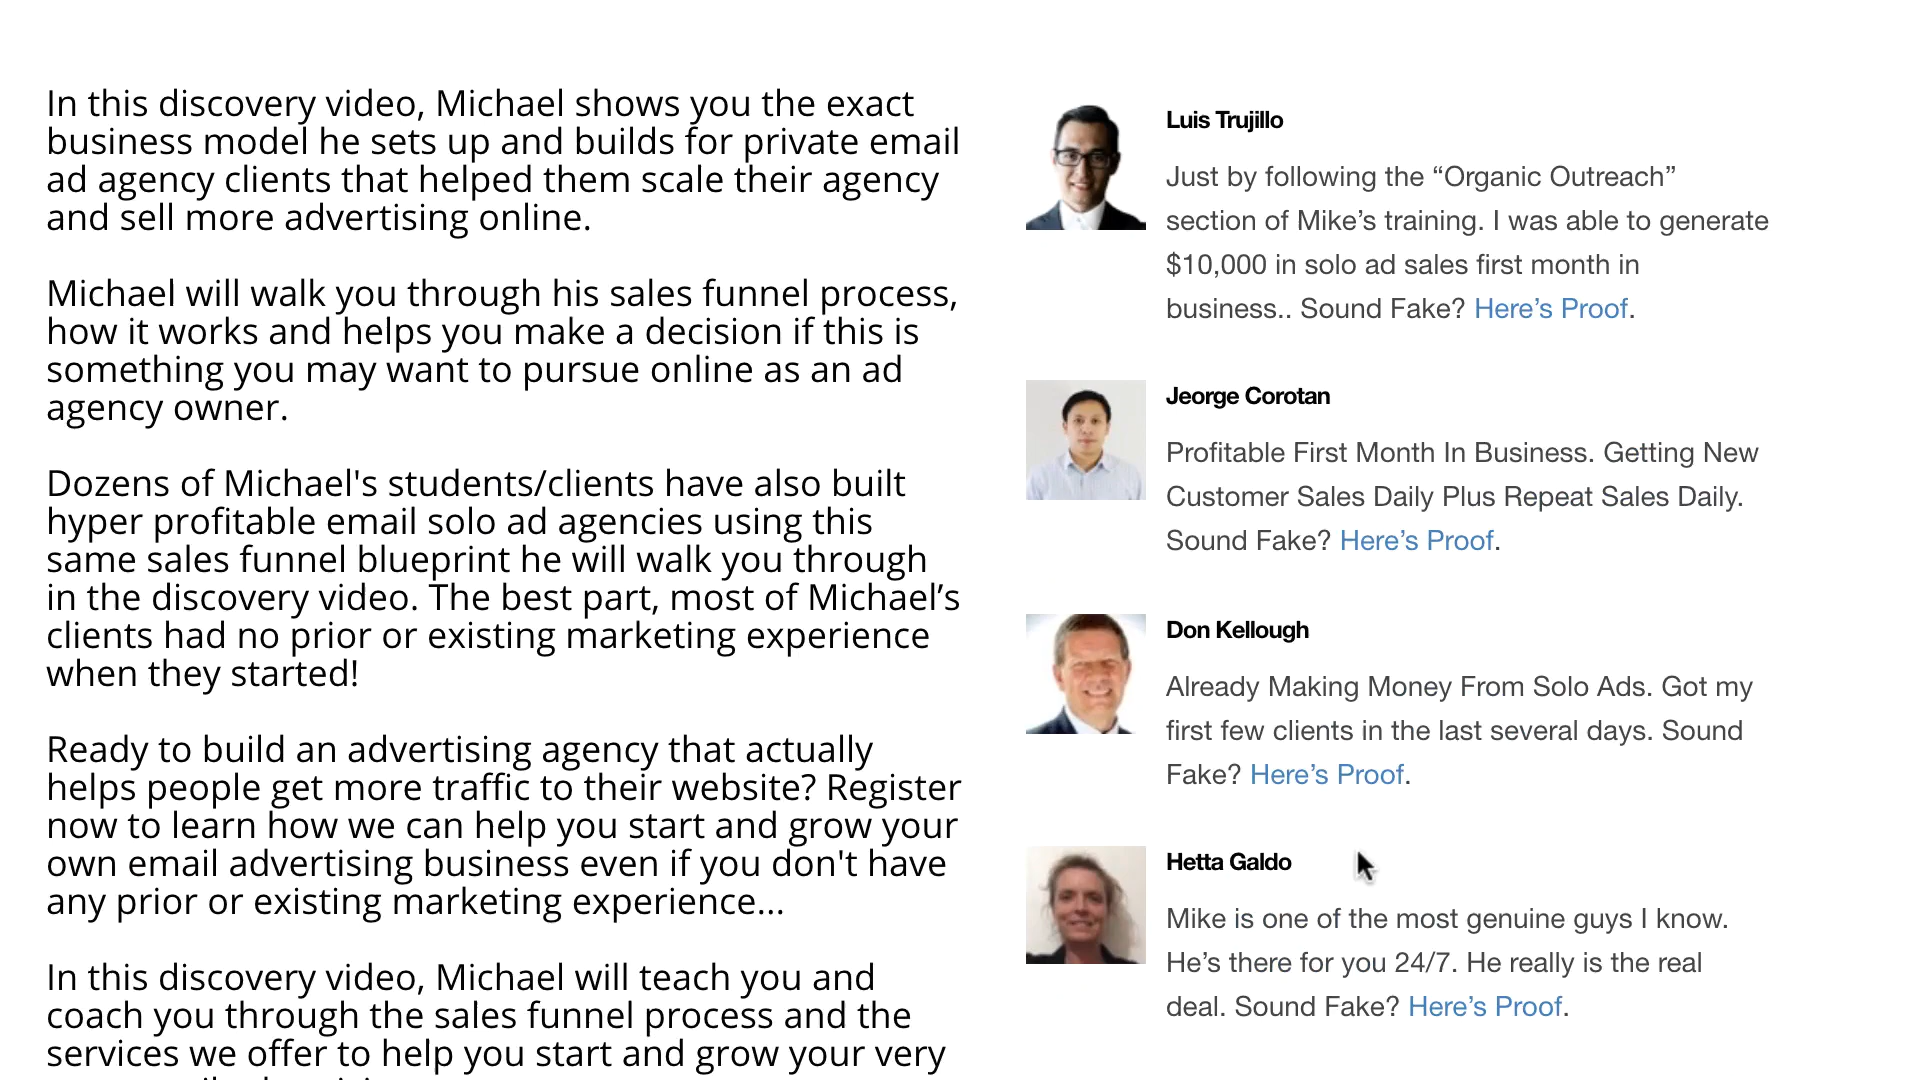 In this discovery video, Michael shows you the exact
business model he sets up and builds for private email
ad agency clients that helped them scale their agency
and sell more advertising online.
Michael will walk you through his sales funnel process,
how it works and helps you make a decision if this is
something you may want to pursue online as an ad
agency owner.
Dozens of Michael's students/clients have also built
hyper profitable email solo ad agencies using this
same sales funnel blueprint he will walk you through
in the discovery video. The best part, most of Michael’s
clients had no prior or existing marketing experience
when they started!
Ready to build an advertising agency that actually
helps people get more traffic to their website? Register
now to learn how we can help you start and grow your
own email advertising business even if you don't have
any prior or existing marketing experience...
In this discovery video, Michael will teach you and
coach you through the sales funnel process and the
services we offer to help you start and grow your very
Luis Trujillo
Just by following the “Organic Outreach”
section of Mike’s training. I was able to generate
$10,000 in solo ad sales first month in
business.. Sound Fake? Here’s Proof.
Jeorge Corotan
Profitable First Month In Business. Getting New
Customer Sales Daily Plus Repeat Sales Daily.
Sound Fake? Here’s Proof.
Don Kellough
Already Making Money From Solo Ads. Got my
first few clients in the last several days. Sound
Fake? Here’s Proof.
Hetta Galdo
Mike is one of the most genuine guys I know.
He’s there for you 24/7. He really is the real
deal. Sound Fake? Here’s Proof.